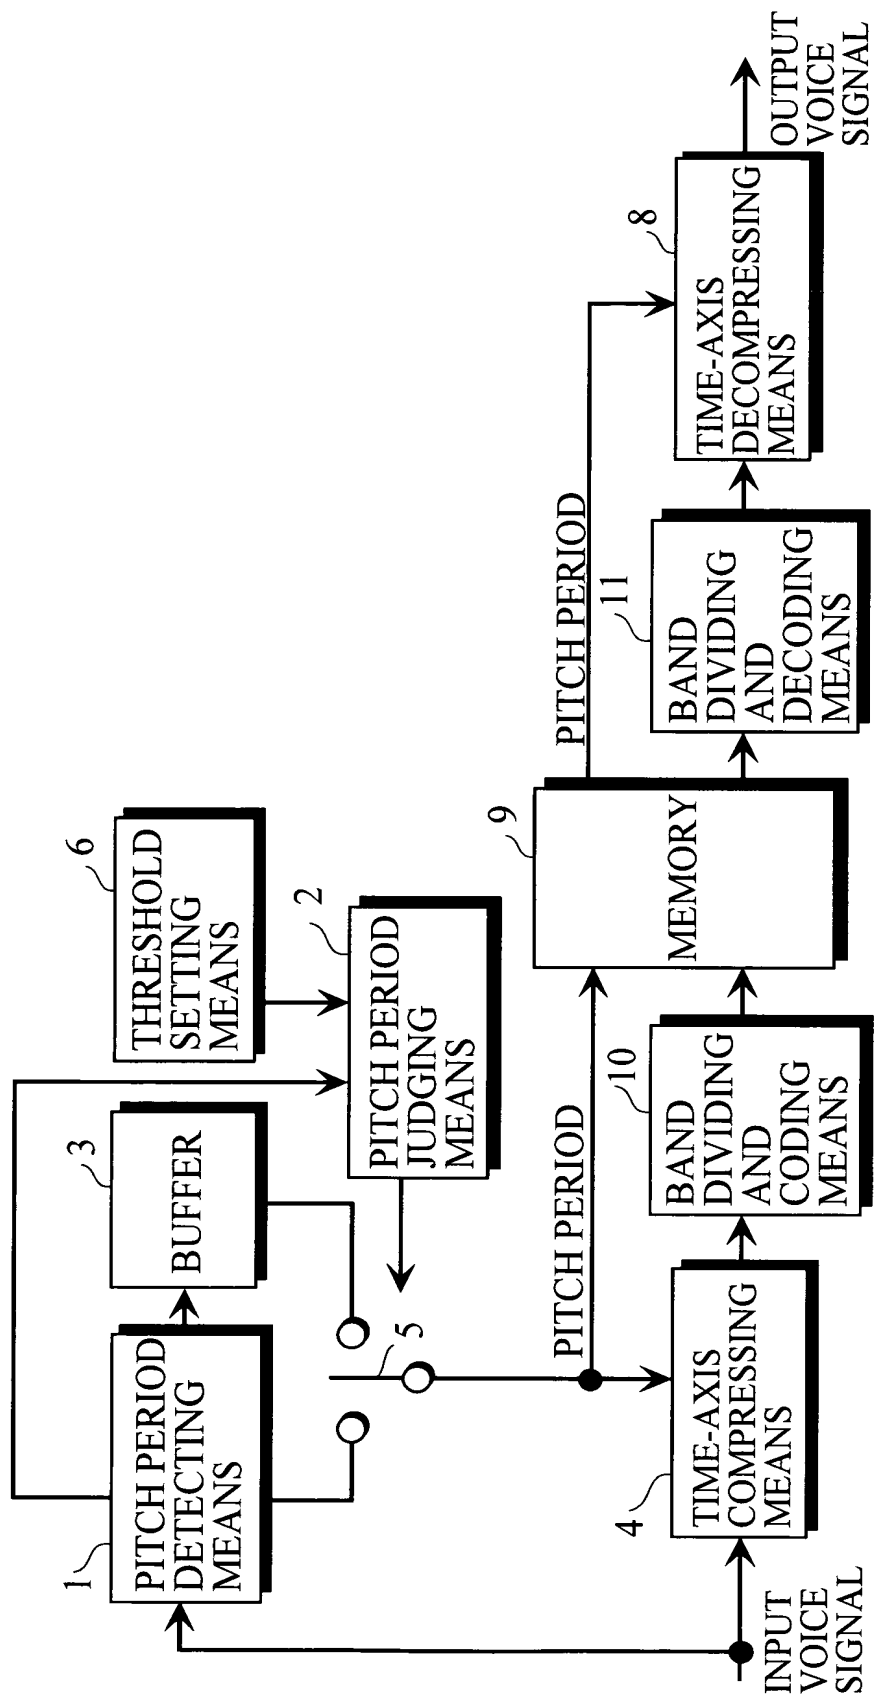 1
PITCH PERIOD
DETECTING
MEANS
3
BUFFER
6
THRESHOLD
SETTING
MEANS
2
PITCH PERIOD
JUDGING
MEANS
5
PITCH PERIOD
PITCH PERIOD
INPUT
VOICE
SIGNAL
4
TIME-AXIS
COMPRESSING
MEANS
10
BAND
DIVIDING
AND
CODING
MEANS
9
MEMORY
11
BAND
DIVIDING
AND
DECODING
MEANS
8
TIME-AXIS
DECOMPRESSING
MEANS
OUTPUT
VOICE
SIGNAL